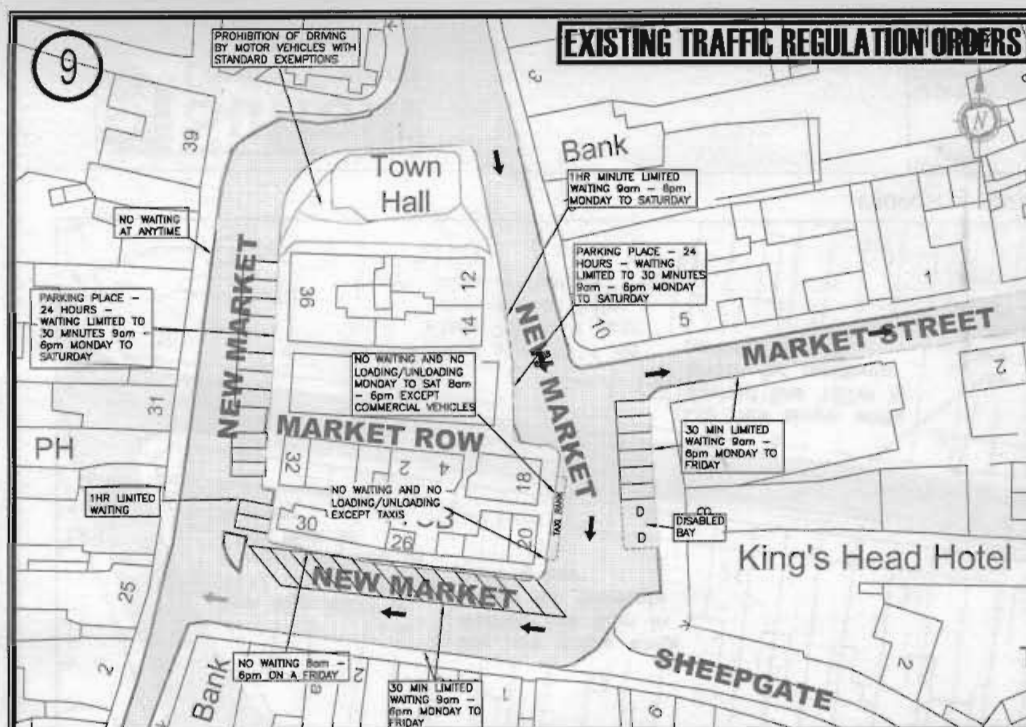 9
EXISTING TRAFFIC REGULATION ORDERS
PROHIBITION OF DRIVING
BY MOTOR VEHICLES WITH
STANDARD EXEMPTIONS
3
N
39
Town
Hall
Bank
1HR MINUTE LIMITED
WAITING 9am - 6pm
MONDAY TO SATURDAY
NO WAITING
AT ANYTIME
PARKING PLACE - 24
HOURS - WAITING
LIMITED TO 30 MINUTES
9am - 6pm MONDAY
TO SATURDAY
PARKING PLACE -
24 HOURS -
WAITING LIMITED TO
30 MINUTES 9am -
6pm MONDAY TO
SATURDAY
NEW MARKET
36
12
14
NEW MARKET
10
5
1
MARKET STREET
2
NO WAITING AND NO
LOADING/UNLOADING
MONDAY TO SAT 8am
- 6pm EXCEPT
COMMERCIAL VEHICLES
31
PH
MARKET ROW
32
2
4
18
30 MIN LIMITED
WAITING 9am -
6pm MONDAY TO
FRIDAY
1HR LIMITED
WAITING
NO WAITING AND NO
LOADING/UNLOADING
EXCEPT TAXIS
TAXI RANK
30
26
20
D
D
DISABLED
BAY
King's Head Hotel
NEW MARKET
25
2
Bank
NO WAITING 8am -
6pm ON A FRIDAY
2
a
30 MIN LIMITED
WAITING 9am -
6pm MONDAY TO
FRIDAY
1
SHEEPGATE
2